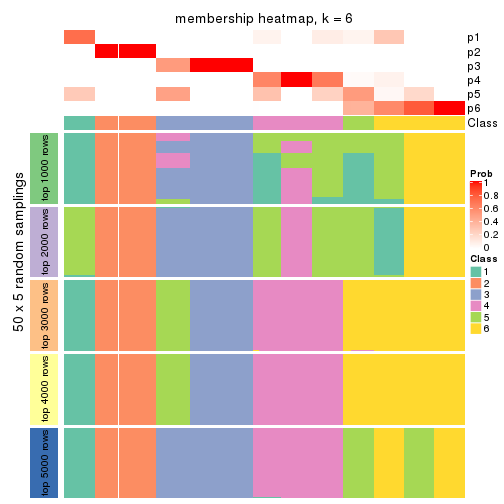 membership heatmap, k = 6
p1
p2
p3
p4
p5
p6
Class
50 x 5 random samplings
top 1000 rows
top 2000 rows
top 3000 rows
top 4000 rows
top 5000 rows
Prob
1
0.8
0.6
0.4
0.2
0
Class
1
2
3
4
5
6